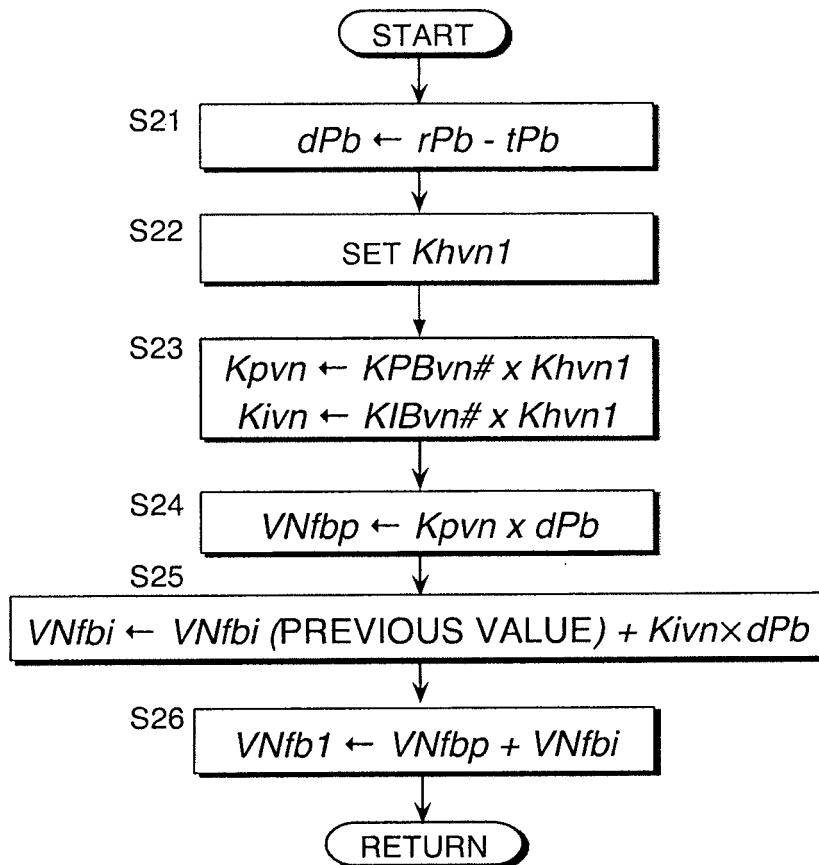 START
S21
dPb ← rPb - tPb
S22
SET Khvn1
S23
Kpvn ← KPBvn# x Khvn1
Kivn ← KIBvn# x Khvn1
S24
VNfbp ← Kpvn x dPb
S25
VNfbi ← VNfbi (PREVIOUS VALUE) + Kivn×dPb
S26
VNfb1 ← VNfbp + VNfbi
RETURN